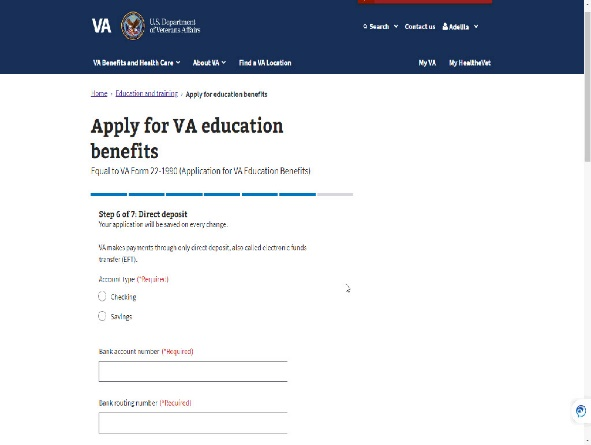 VA
U.S. Department
of Veterans Affairs
Search
Contact us
Adella
VA Benefits and Health Care
About VA
Find a VA Location
My VA
My HealtheVet
Home › Education and training › Apply for education benefits
Apply for VA education
benefits
Equal to VA Form 22-1990 (Application for VA Education Benefits)
Step 6 of 7: Direct deposit
Your application will be saved on every change.
VA makes payments through only direct deposit, also called electronic funds
transfer (EFT).
Account type (*Required)
Checking
Savings
Bank account number (*Required)
Bank routing number (*Required)